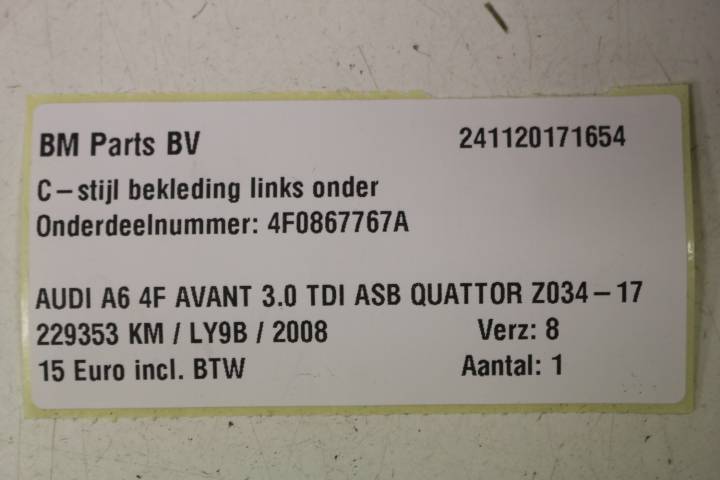 BM Parts BV 241120171654
C-stijl bekleding links onder
Onderdeelnummer: 4F0867767A
AUDI A6 4F AVANT 3.0 TDI ASB QUATTOR Z034-17
229353 KM / LY9B / 2008 Verz: 8
15 Euro incl. BTW Aantal: 1